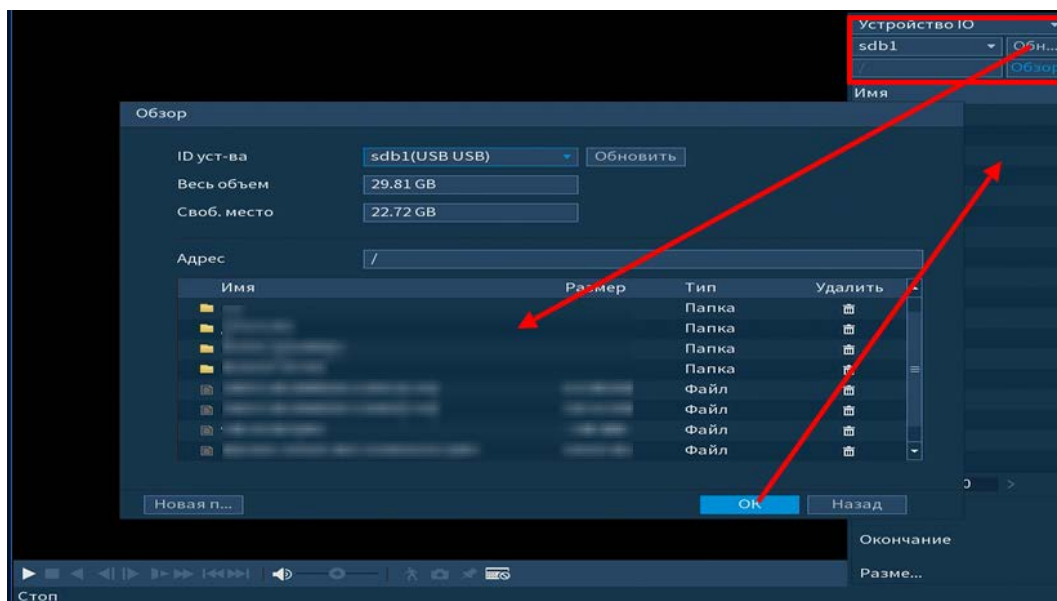 Устройство IO
sdb1 Обн...
/ Обзор
Имя
Обзор
ID уст-ва sdb1(USB USB) Обновить
Весь объем 29.81 GB
Своб. место 22.72 GB
Адрес /
Имя Размер Тип Удалить
Папка
Папка
Папка
Папка
Файл
Файл
Файл
Файл
0 >
Новая п... OK Назад
Окончание
Разме...
Стоп